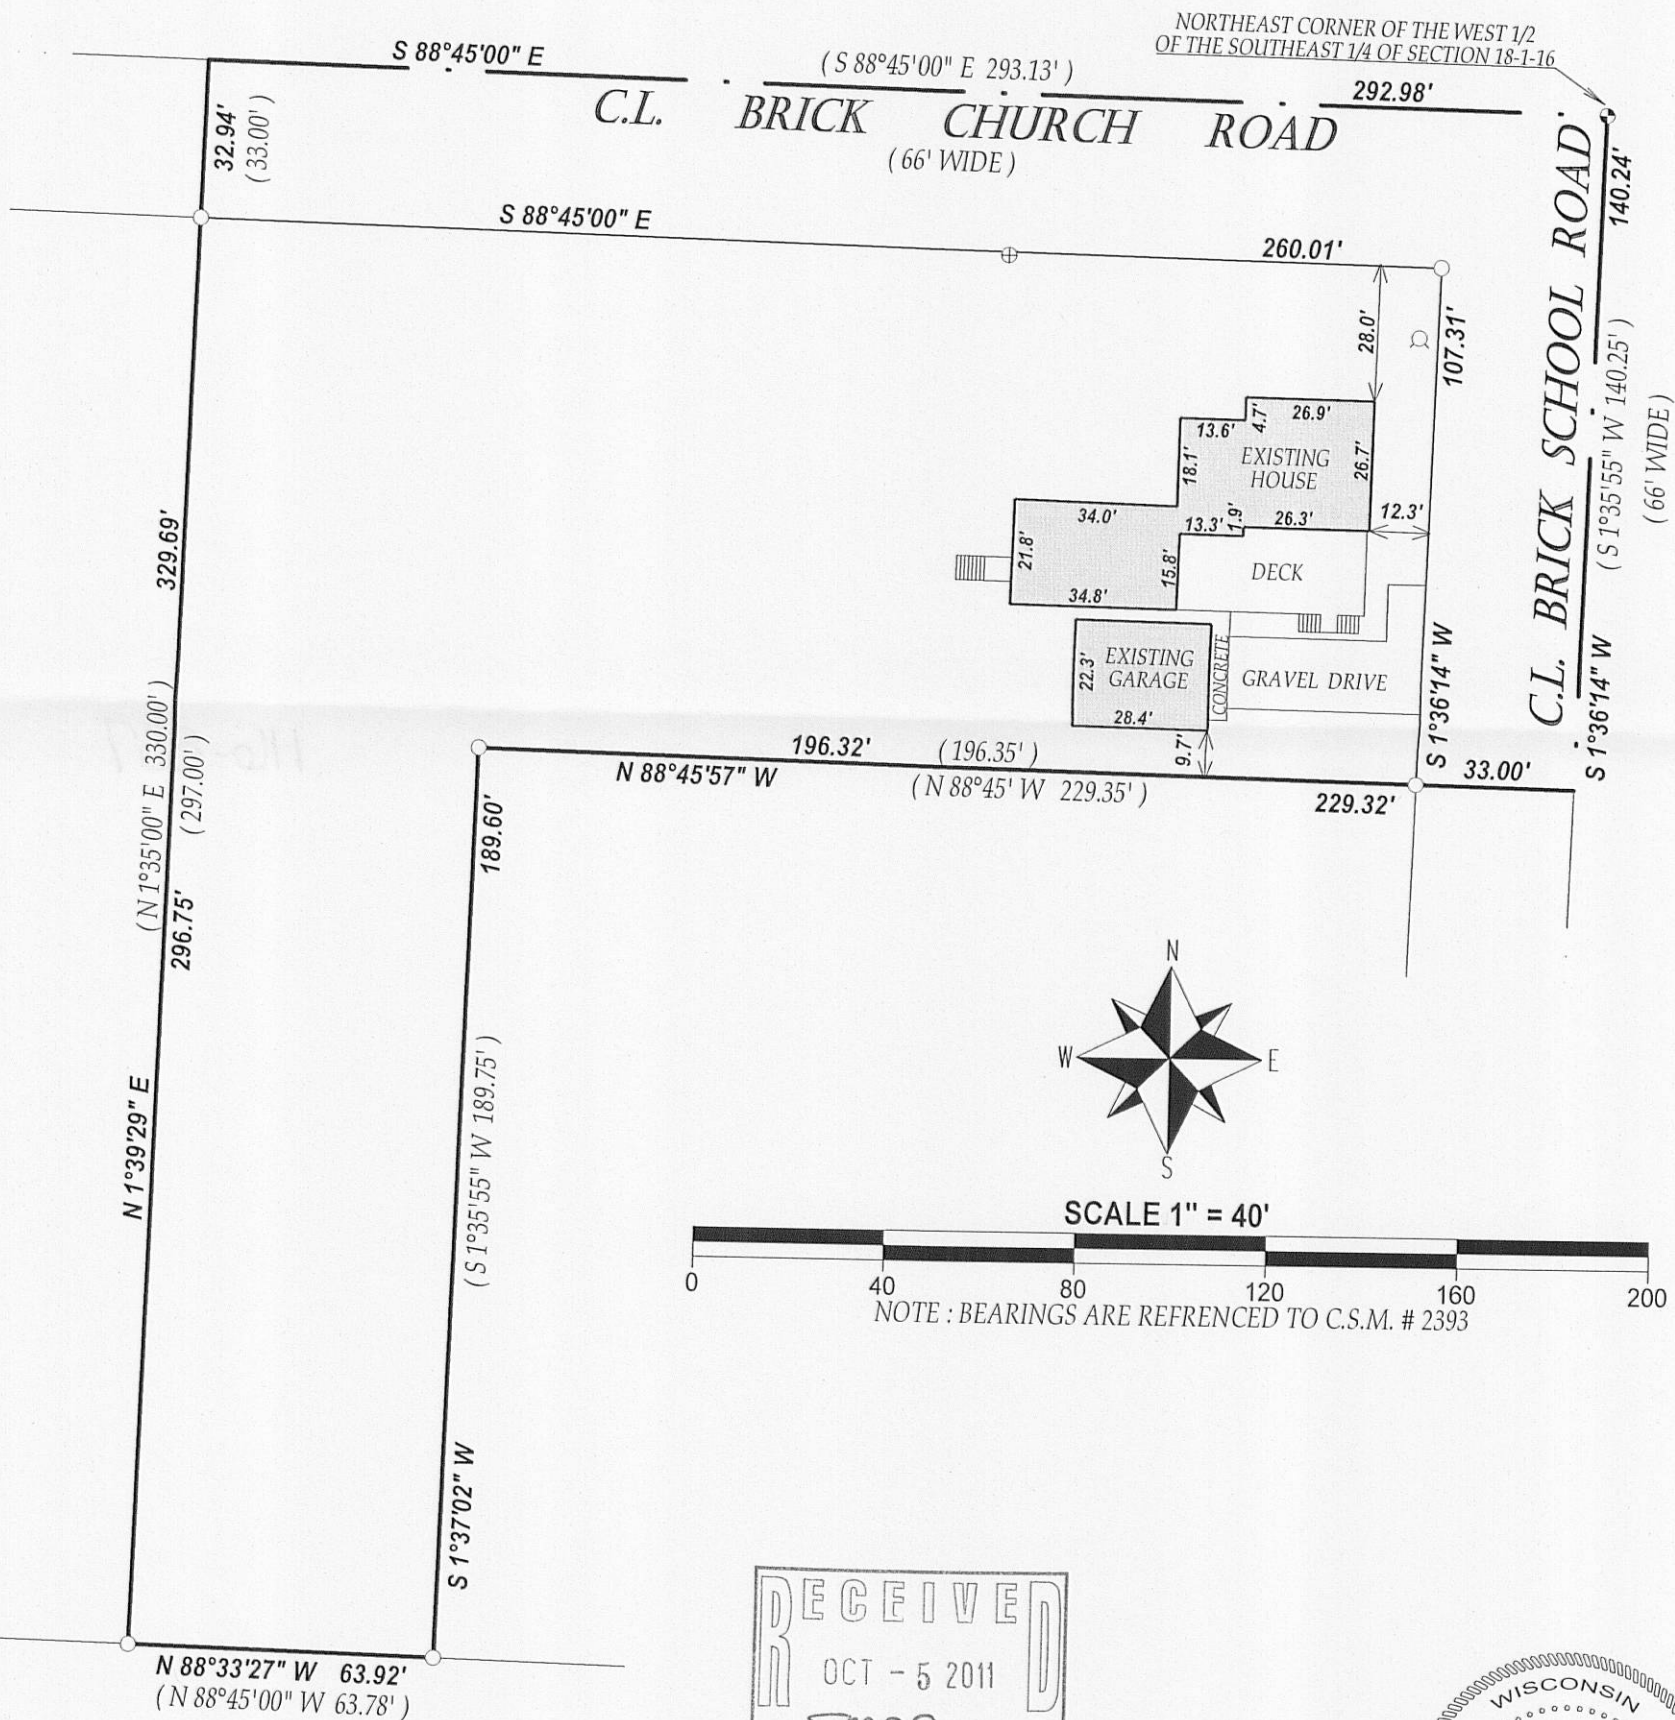 NORTHEAST CORNER OF THE WEST 1/2
OF THE SOUTHEAST 1/4 OF SECTION 18-1-16
S 88°45'00" E
( S 88°45'00" E 293.13' )
292.98'
C.L. BRICK CHURCH ROAD
( 66' WIDE )
32.94'
( 33.00' )
S 88°45'00" E
260.01'
140.24'
C.L. BRICK SCHOOL ROAD
( S 1°35'55" W 140.25' )
( 66' WIDE )
S 1°36'14" W
107.31'
28.0'
26.9'
4.7'
13.6'
18.1'
EXISTING
HOUSE
26.7'
12.3'
34.0'
13.3'
1.9'
26.3'
21.8'
15.8'
DECK
34.8'
EXISTING
GARAGE
22.3'
28.4'
CONCRETE
GRAVEL DRIVE
S 1°36'14" W
9.7'
329.69'
( N 1°35'00" E 330.00' )
( 297.00' )
296.75'
N 1°39'29" E
196.32'
( 196.35' )
N 88°45'57" W
( N 88°45' W 229.35' )
229.32'
33.00'
189.60'
( S 1°35'55" W 189.75' )
S 1°37'02" W
N
W
E
S
SCALE 1" = 40'
0 40 80 120 160 200
NOTE : BEARINGS ARE REFRENCED TO C.S.M. # 2393
N 88°33'27" W 63.92'
( N 88°45'00" W 63.78' )
RECEIVED
OCT - 5 2011
WISCONSIN